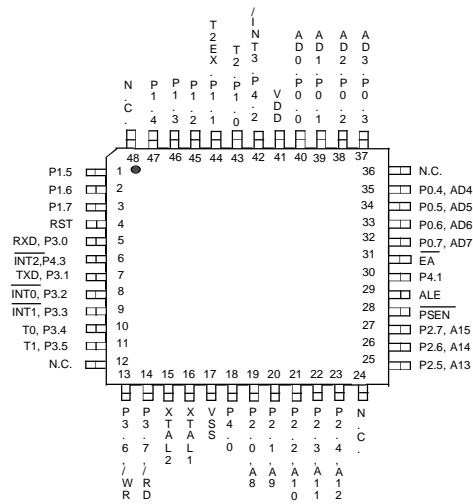 N.C.
P1.4
P1.3
P1.2
T2EX,P1.1
T2,P1.0
/INT3,P4.2
VDD
AD0,P0.0
AD1,P0.1
AD2,P0.2
AD3,P0.3
48 47 46 45 44 43 42 41 40 39 38 37
P1.5 1
P1.6 2
P1.7 3
RST 4
RXD, P3.0 5
INT2,P4.3 6
TXD, P3.1 7
INT0, P3.2 8
INT1, P3.3 9
T0, P3.4 10
T1, P3.5 11
N.C. 12
36 N.C.
35 P0.4, AD4
34 P0.5, AD5
33 P0.6, AD6
32 P0.7, AD7
31 EA
30 P4.1
29 ALE
28 PSEN
27 P2.7, A15
26 P2.6, A14
25 P2.5, A13
13 14 15 16 17 18 19 20 21 22 23 24
P3.6,/WR
P3.7,/RD
XTAL2
XTAL1
VSS
P4.0
P2.0,A8
P2.1,A9
P2.2,A10
P2.3,A11
P2.4,A12
N.C.